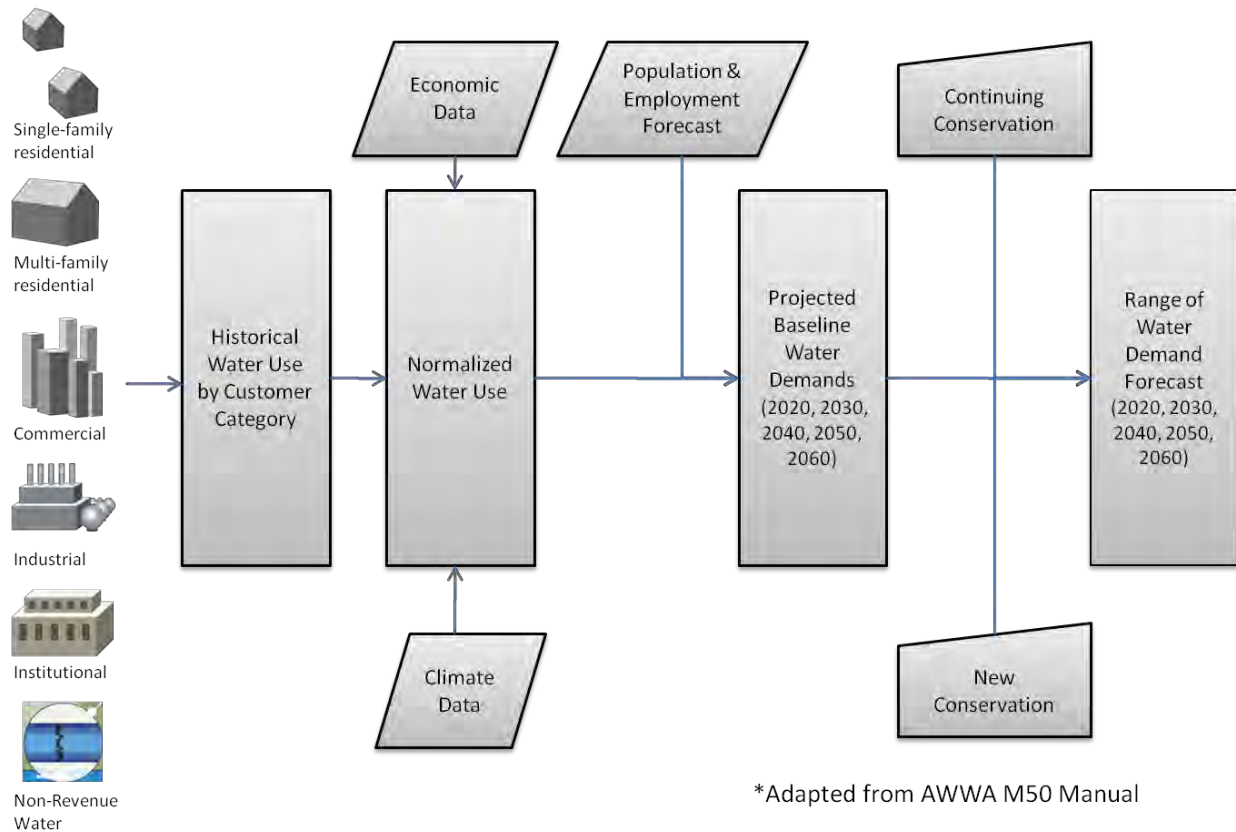 Single-family
residential
Multi-family
residential
Commercial
Industrial
Institutional
Non-Revenue
Water
Historical
Water Use
by Customer
Category
Economic
Data
Normalized
Water Use
Climate
Data
Population &
Employment
Forecast
Projected
Baseline
Water
Demands
(2020, 2030,
2040, 2050,
2060)
Continuing
Conservation
New
Conservation
Range of
Water
Demand
Forecast
(2020, 2030,
2040, 2050,
2060)
*Adapted from AWWA M50 Manual